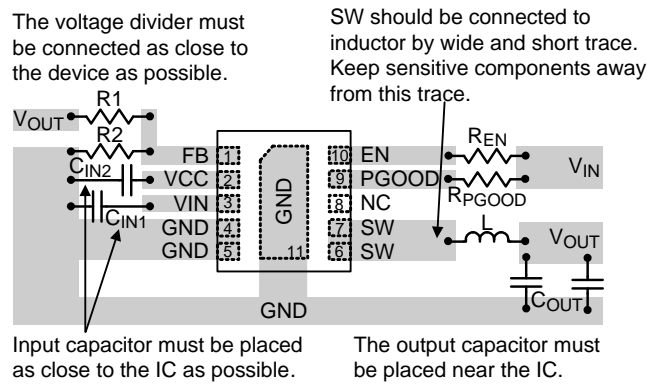 The voltage divider must
be connected as close to
the device as possible.
SW should be connected to
inductor by wide and short trace.
Keep sensitive components away
from this trace.
R1
VOUT
R2
CIN2
CIN1
FB 1
VCC 2
VIN 3
GND 4
GND 5
GND
11
10 EN
9 PGOOD
8 NC
7 SW
6 SW
REN
VIN
RPGOOD
L
VOUT
COUT
GND
Input capacitor must be placed
as close to the IC as possible.
The output capacitor must
be placed near the IC.